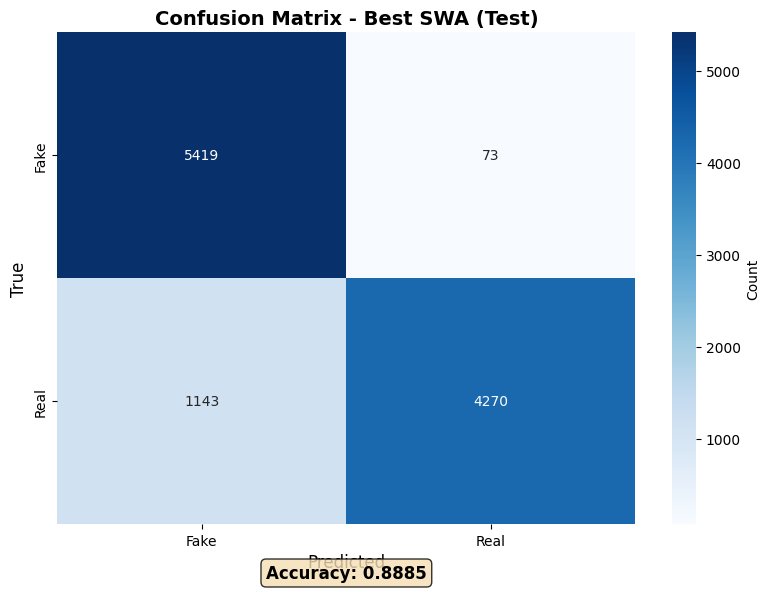 Confusion Matrix - Best SWA (Test)
Fake
5419
73
Real
1143
4270
True
Fake
Real
Predicted
Accuracy: 0.8885
5000
4000
3000
2000
1000
Count